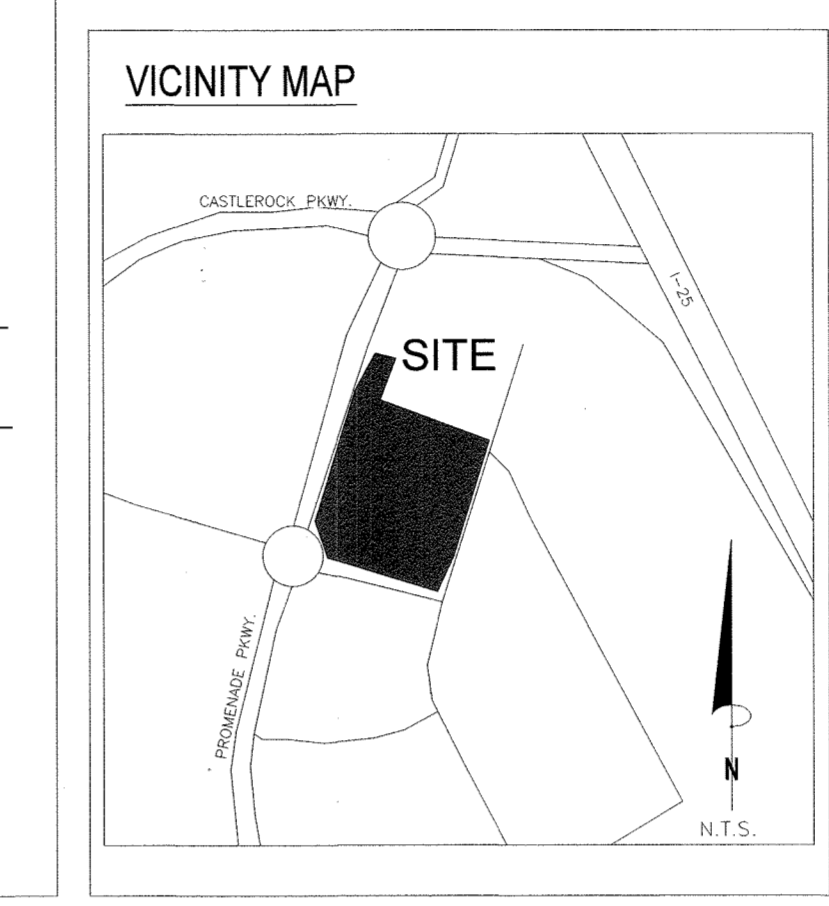 VICINITY MAP
CASTLEROCK PKWY.
I-25
SITE
PROMENADE PKWY.
N
N.T.S.